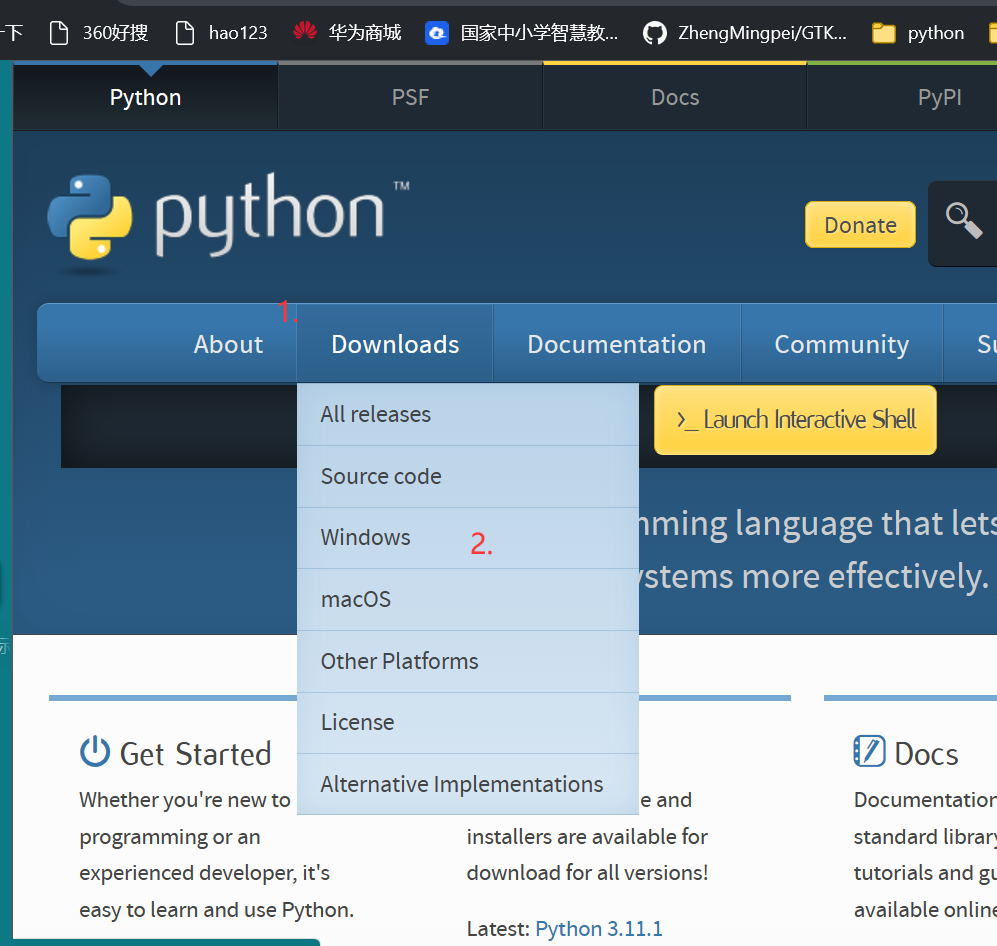 一下 360好搜 hao123 华为商城 国家中小学智慧教... ZhengMingpei/GTK... python
Python PSF Docs PyPI
python™
Donate
1.
About Downloads Documentation Community Su
All releases
>_ Launch Interactive Shell
Source code
mming language that lets
Windows 2.
ystems more effectively.
macOS
Other Platforms
License
Get Started
Docs
Alternative Implementations
Whether you're new to
programming or an
experienced developer, it's
easy to learn and use Python.
e and
installers are available for
download for all versions!
Latest: Python 3.11.1
Documentation
standard library
tutorials and gu
available online